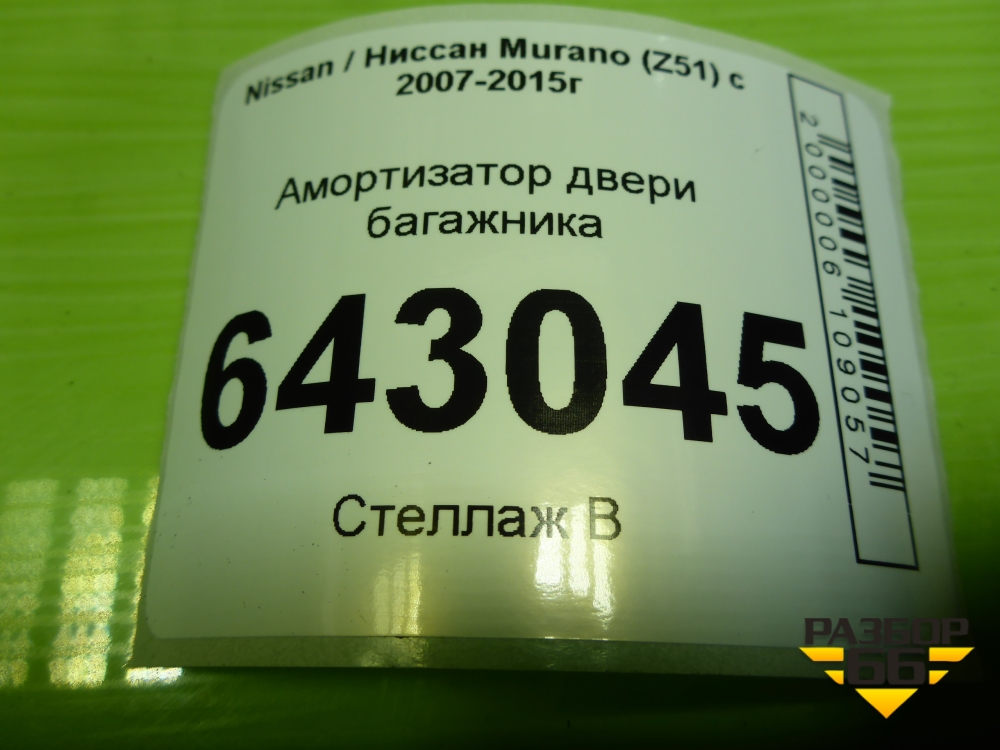 Nissan / Ниссан Murano (Z51) с
2007-2015г
Амортизатор двери
багажника
643045
Стеллаж В
2000006109057
РАЗБОР
66